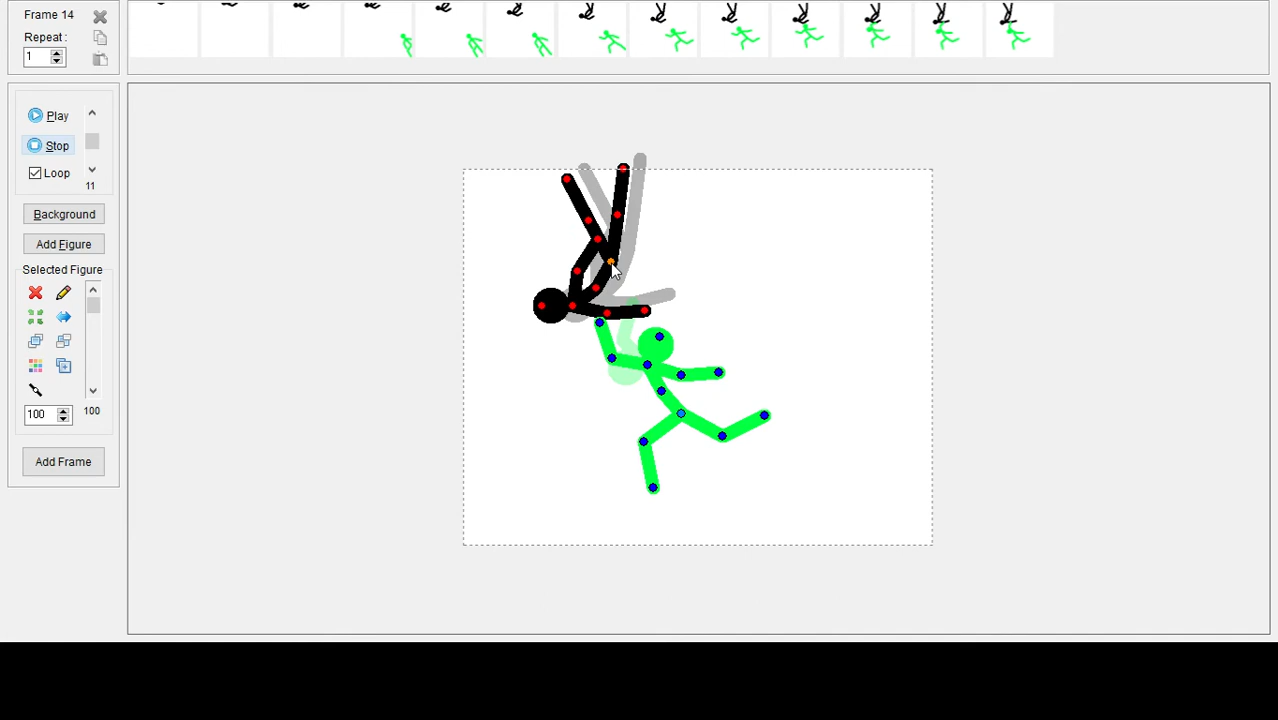 Frame 14
Repeat:
1
Play
Stop
Loop
11
Background
Add Figure
Selected Figure
100
100
Add Frame